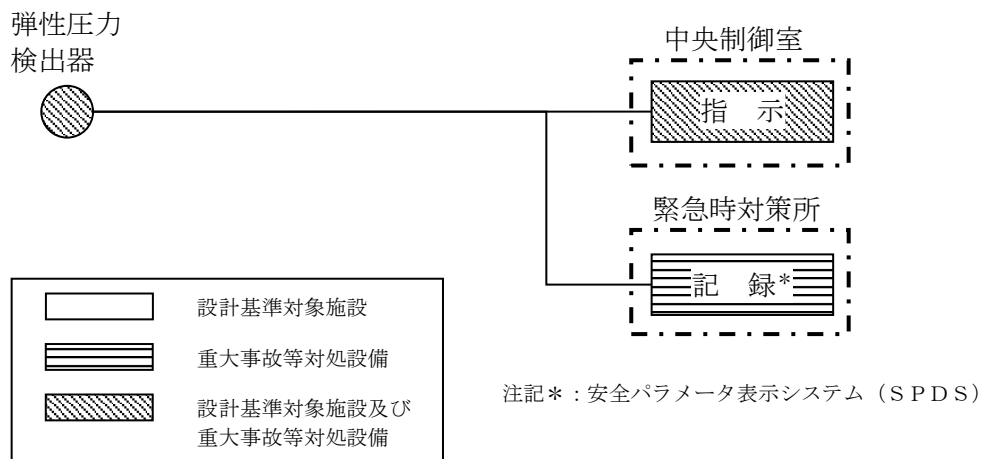 弾性圧力
検出器
中央制御室
指　示
緊急時対策所
記　録*
設計基準対象施設
重大事故等対処設備
設計基準対象施設及び
重大事故等対処設備
注記＊：安全パラメータ表示システム（ＳＰＤＳ）